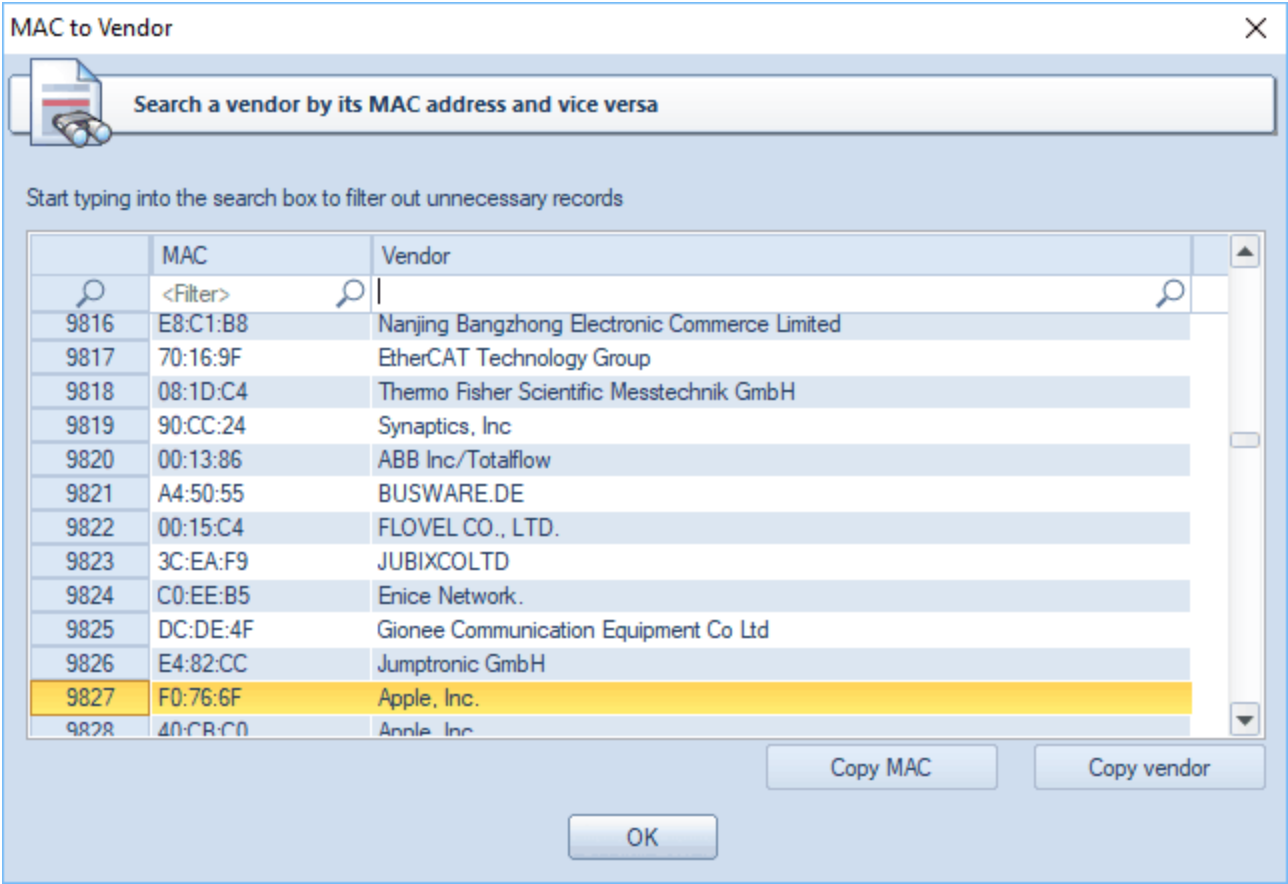 MAC to Vendor
Search a vendor by its MAC address and vice versa
Start typing into the search box to filter out unnecessary records
MAC Vendor
<Filter>
9816 E8:C1:B8 Nanjing Bangzhong Electronic Commerce Limited
9817 70:16:9F EtherCAT Technology Group
9818 08:1D:C4 Thermo Fisher Scientific Messtechnik GmbH
9819 90:CC:24 Synaptics, Inc
9820 00:13:86 ABB Inc/Totalflow
9821 A4:50:55 BUSWARE.DE
9822 00:15:C4 FLOVEL CO., LTD.
9823 3C:EA:F9 JUBIXCOLTD
9824 C0:EE:B5 Enice Network.
9825 DC:DE:4F Gionee Communication Equipment Co Ltd
9826 E4:82:CC Jumptronic GmbH
9827 F0:76:6F Apple, Inc.
9828 40:CB:C0 Apple, Inc.
Copy MAC Copy vendor
OK